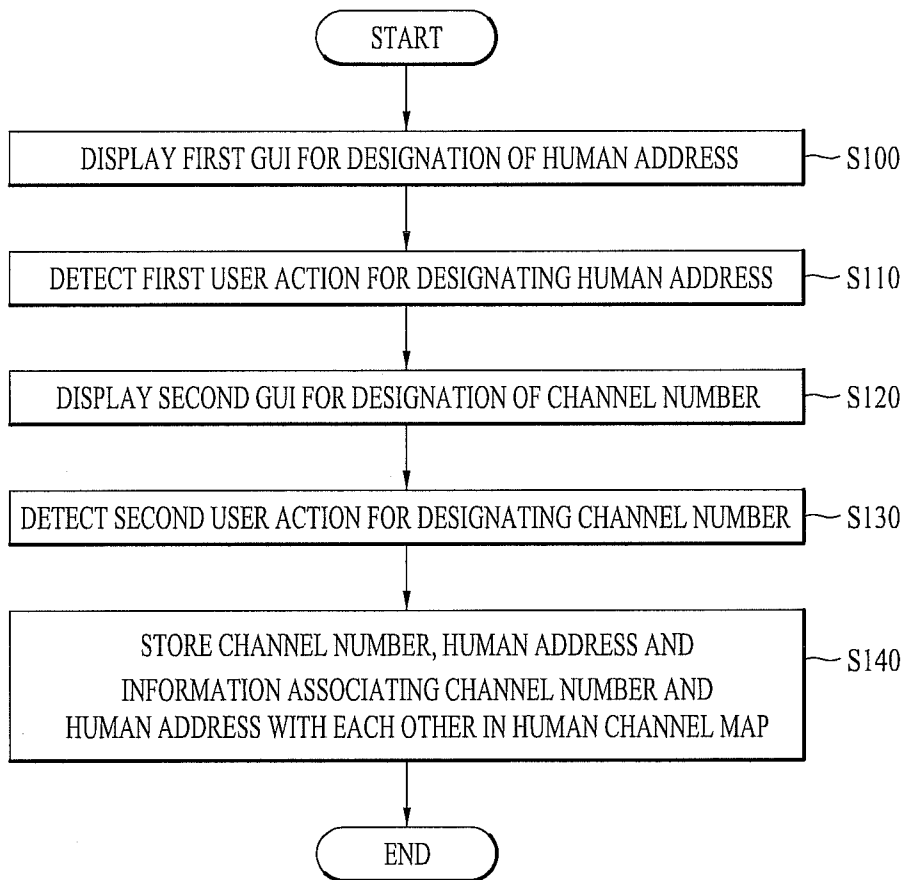 START
DISPLAY FIRST GUI FOR DESIGNATION OF HUMAN ADDRESS
S100
DETECT FIRST USER ACTION FOR DESIGNATING HUMAN ADDRESS
S110
DISPLAY SECOND GUI FOR DESIGNATION OF CHANNEL NUMBER
S120
DETECT SECOND USER ACTION FOR DESIGNATING CHANNEL NUMBER
S130
STORE CHANNEL NUMBER, HUMAN ADDRESS AND
INFORMATION ASSOCIATING CHANNEL NUMBER AND
HUMAN ADDRESS WITH EACH OTHER IN HUMAN CHANNEL MAP
S140
END